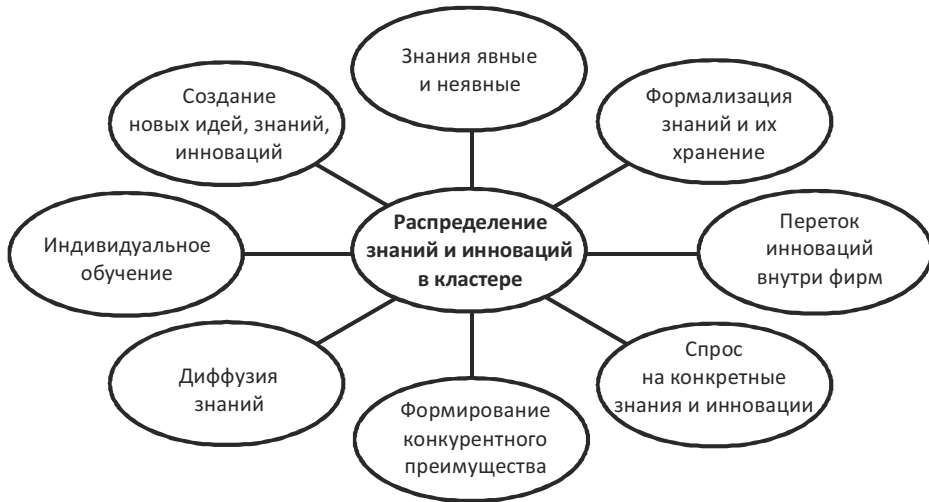 Знания явные
и неявные
Создание
новых идей, знаний,
инноваций
Формализация
знаний и их
хранение
Распределение
знаний и инноваций
в кластере
Индивидуальное
обучение
Переток
инноваций
внутри фирм
Диффузия
знаний
Формирование
конкурентного
преимущества
Спрос
на конкретные
знания и инновации